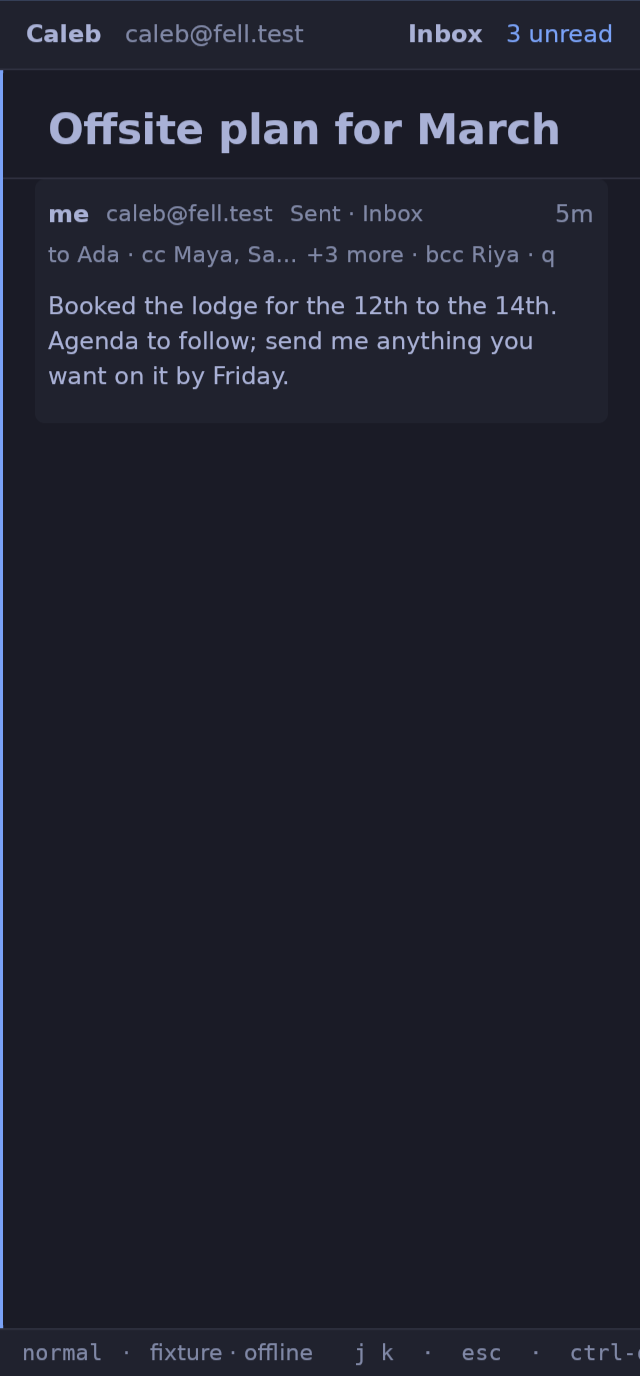 Caleb caleb@fell.test Inbox 3 unread
Offsite plan for March
me caleb@fell.test Sent · Inbox 5m
to Ada · cc Maya, Sa... +3 more · bcc Riya · q
Booked the lodge for the 12th to the 14th.
Agenda to follow; send me anything you
want on it by Friday.
normal · fixture · offline j k · esc · ctrl-